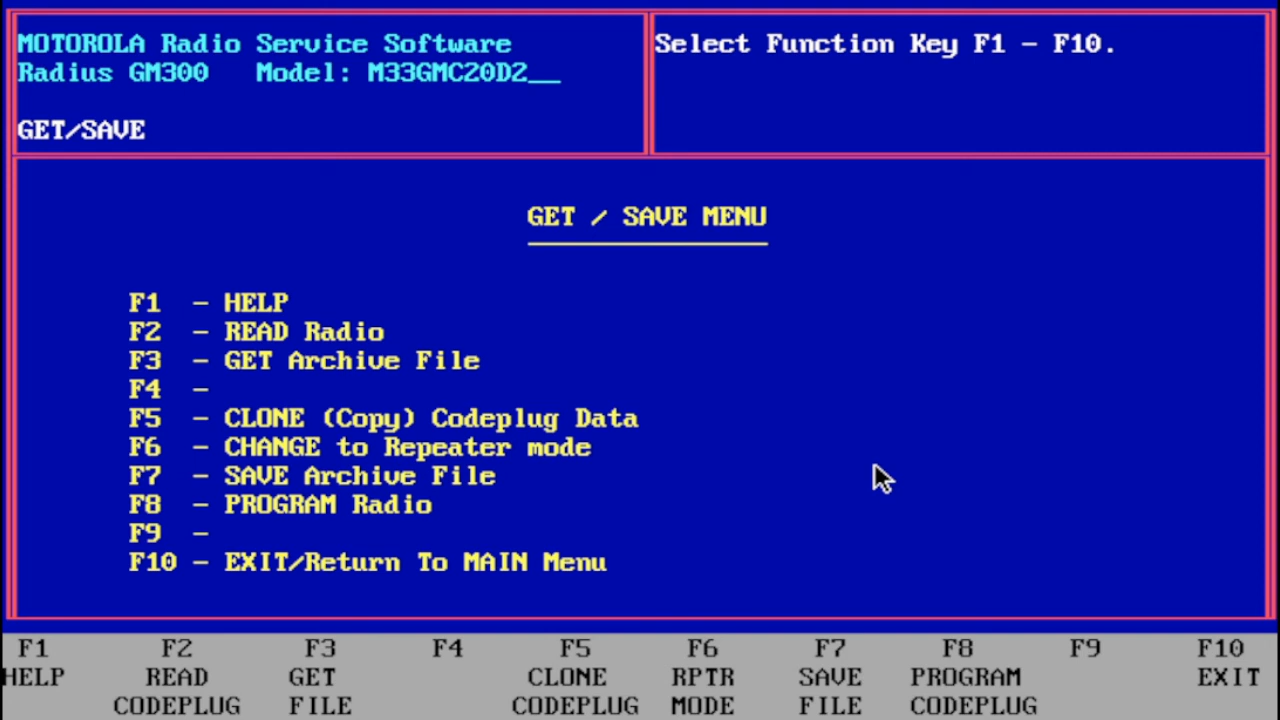 MOTOROLA Radio Service Software
Radius GM300   Model: M33GMC20D2__
GET/SAVE
Select Function Key F1 - F10.
GET / SAVE MENU
F1  - HELP
F2  - READ Radio
F3  - GET Archive File
F4  -
F5  - CLONE (Copy) Codeplug Data
F6  - CHANGE to Repeater mode
F7  - SAVE Archive File
F8  - PROGRAM Radio
F9  -
F10 - EXIT/Return To MAIN Menu
F1 F2 F3 F4 F5 F6 F7 F8 F9 F10
HELP READ GET CLONE RPTR SAVE PROGRAM EXIT
CODEPLUG FILE CODEPLUG MODE FILE CODEPLUG